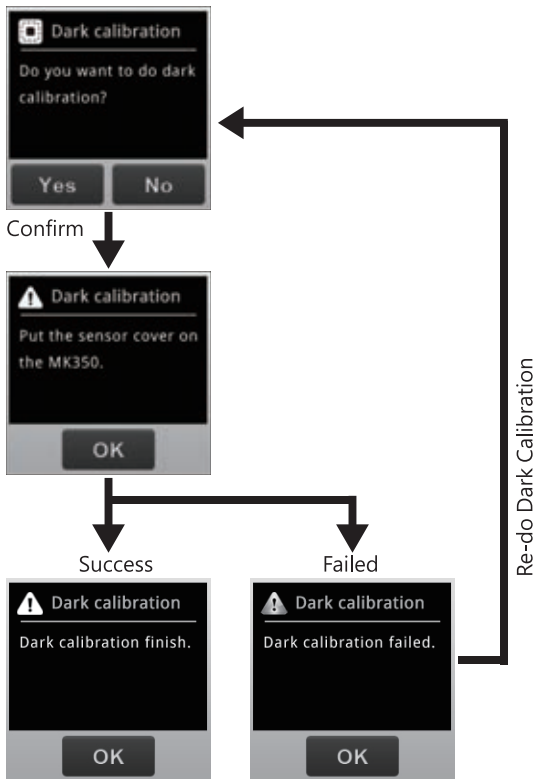 Dark calibration
Do you want to do dark
calibration?
Yes No
Confirm
Dark calibration
Put the sensor cover on
the MK350.
OK
Re-do Dark Calibration
Success
Dark calibration
Dark calibration finish.
OK
Failed
Dark calibration
Dark calibration failed.
OK